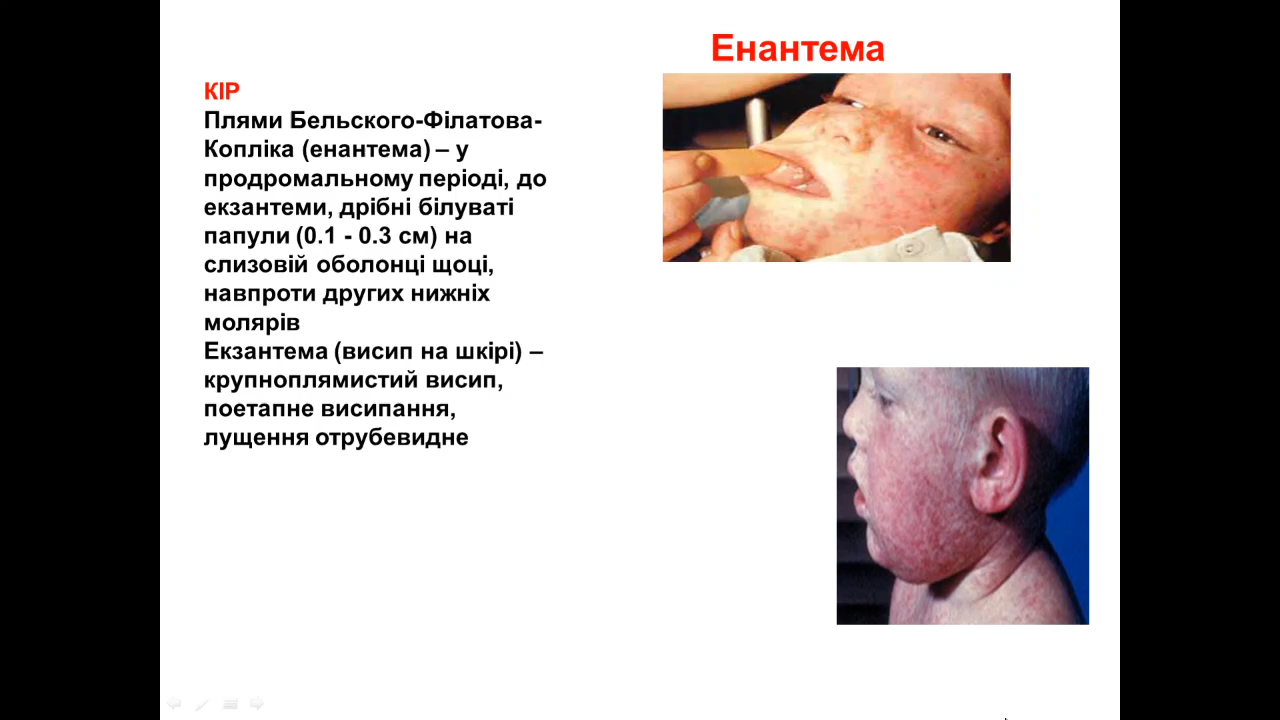 Енантема
КІР
Плями Бельского-Філатова-
Копліка (енантема) – у
продромальному періоді, до
екзантеми, дрібні білуваті
папули (0.1 - 0.3 см) на
слизовій оболонці щоці,
навпроти других нижніх
молярів
Екзантема (висип на шкірі) –
крупноплямистий висип,
поетапне висипання,
лущення отрубевидне